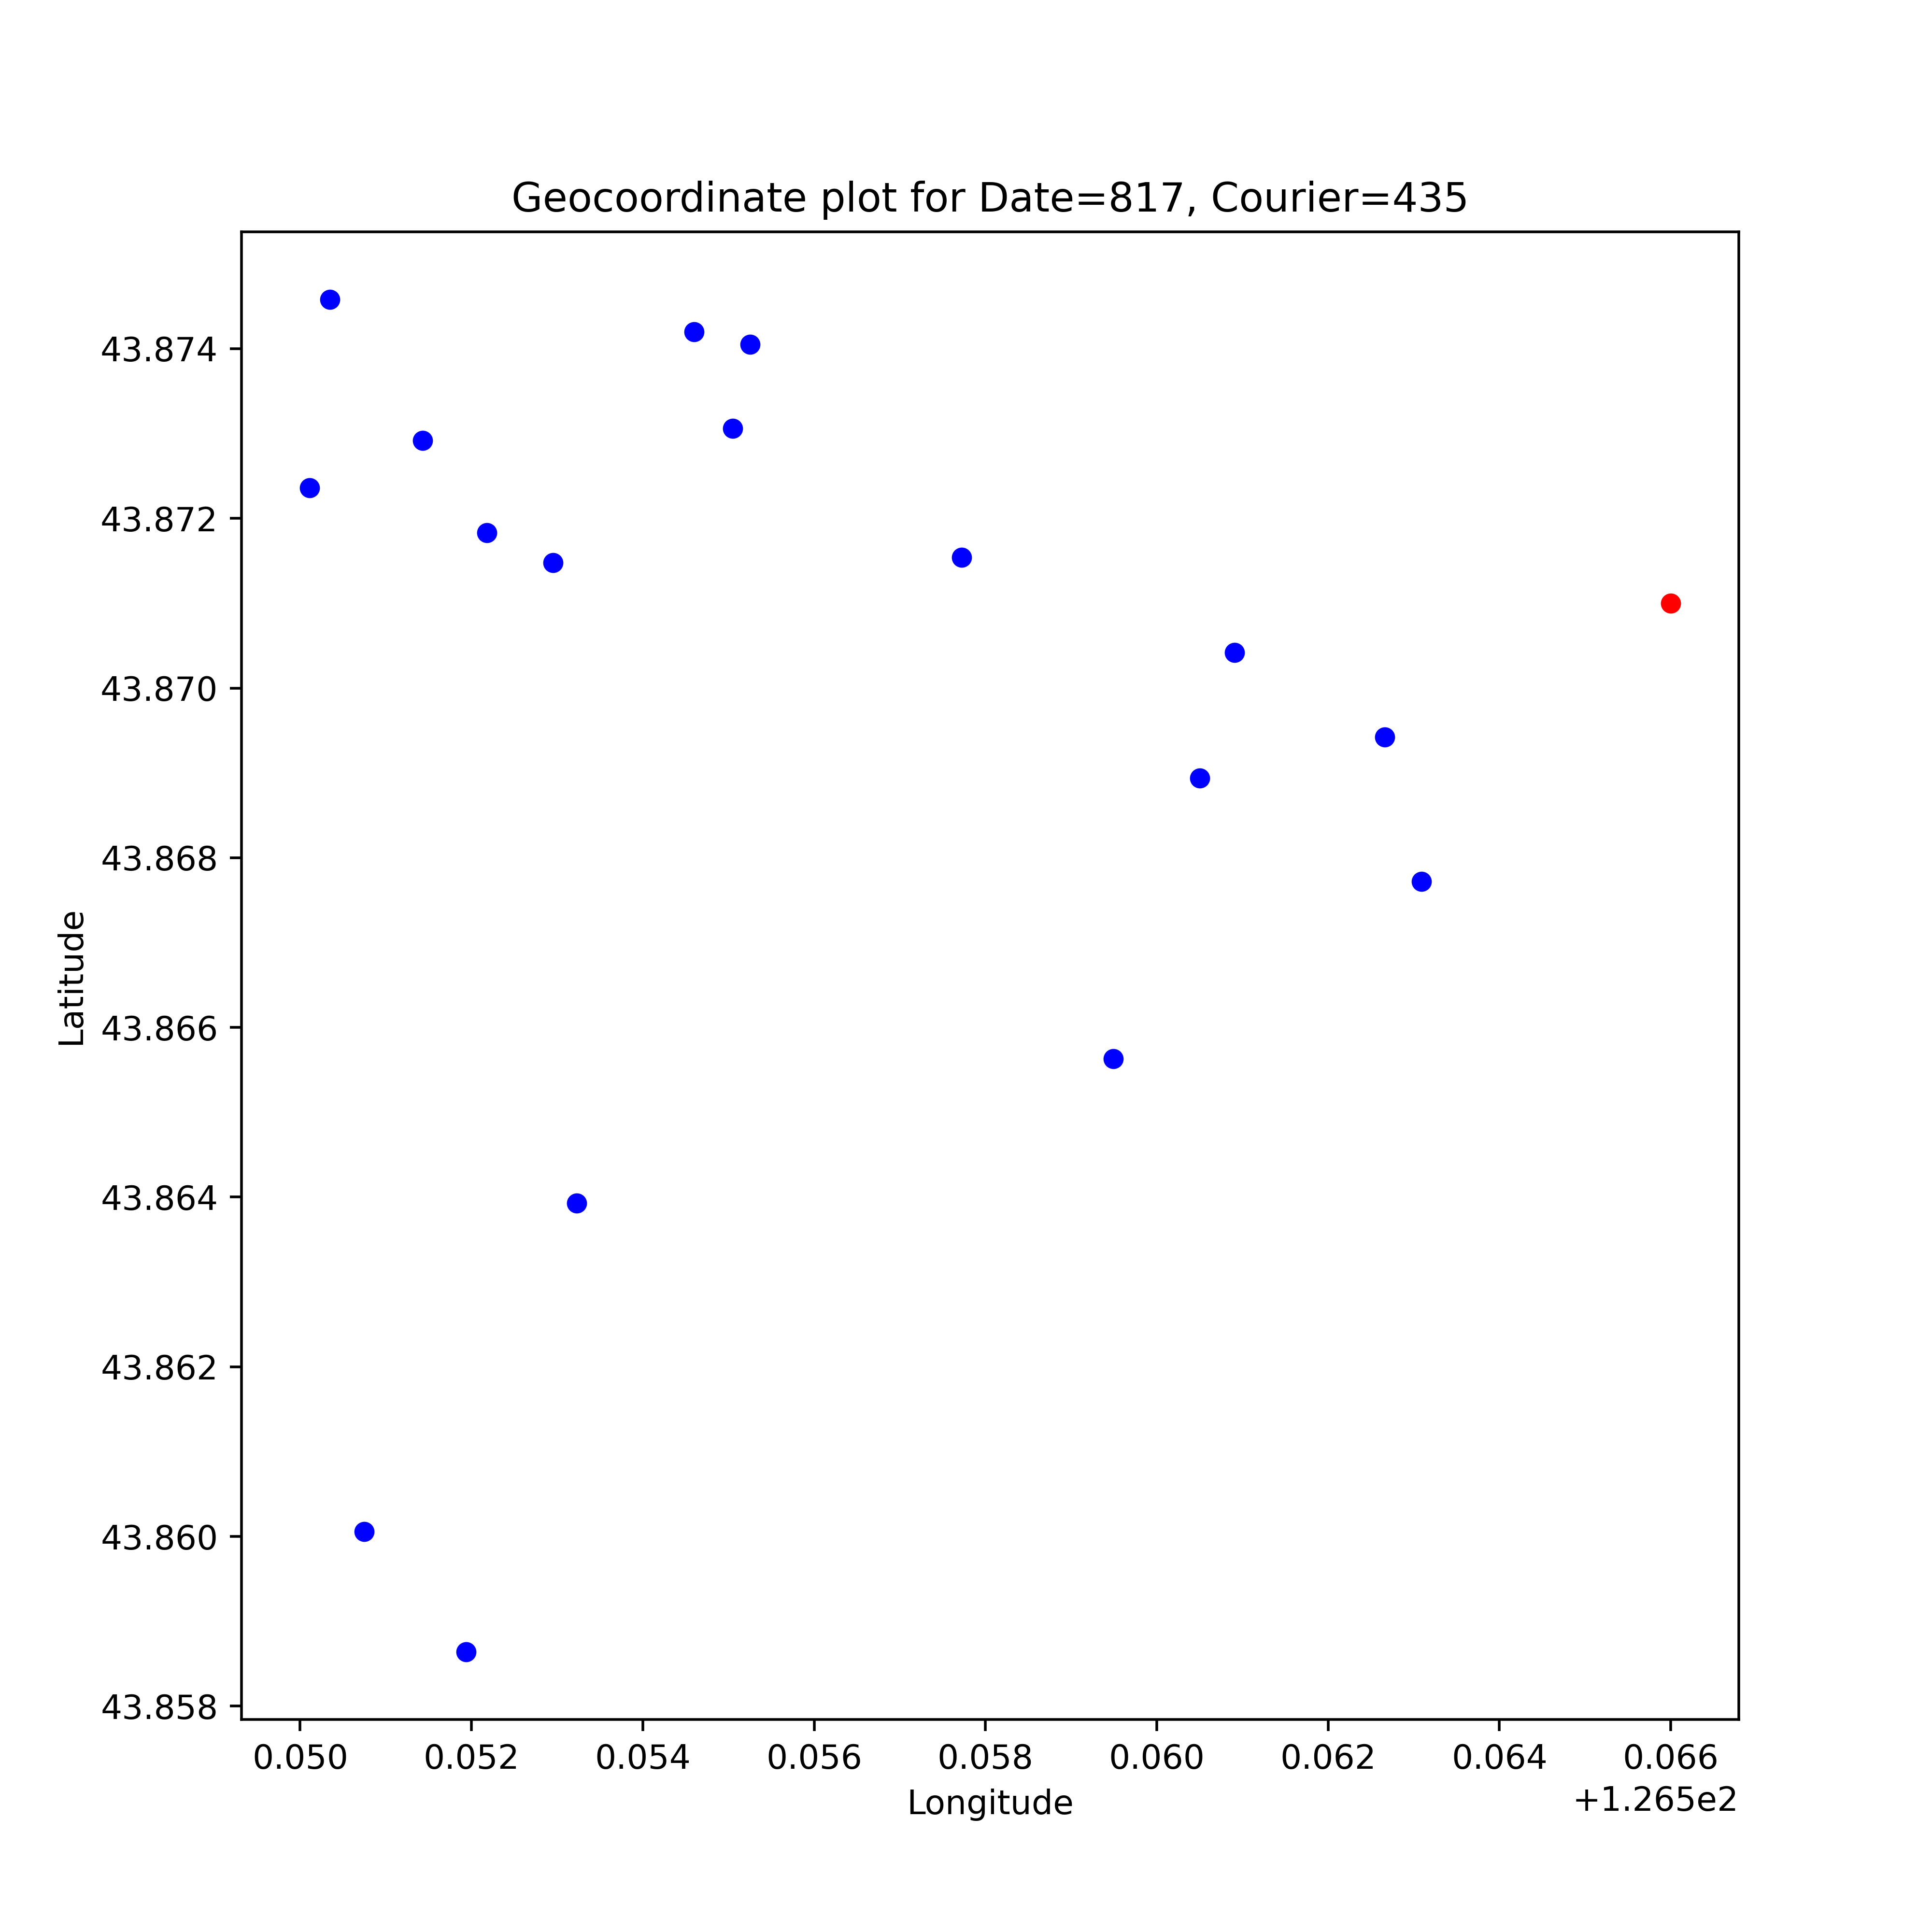 Geocoordinate plot for Date=817, Courier=435
43.874
43.872
43.870
43.868
43.866
43.864
43.862
43.860
43.858
Latitude
0.050 0.052 0.054 0.056 0.058 0.060 0.062 0.064 0.066
Longitude
+1.265e2